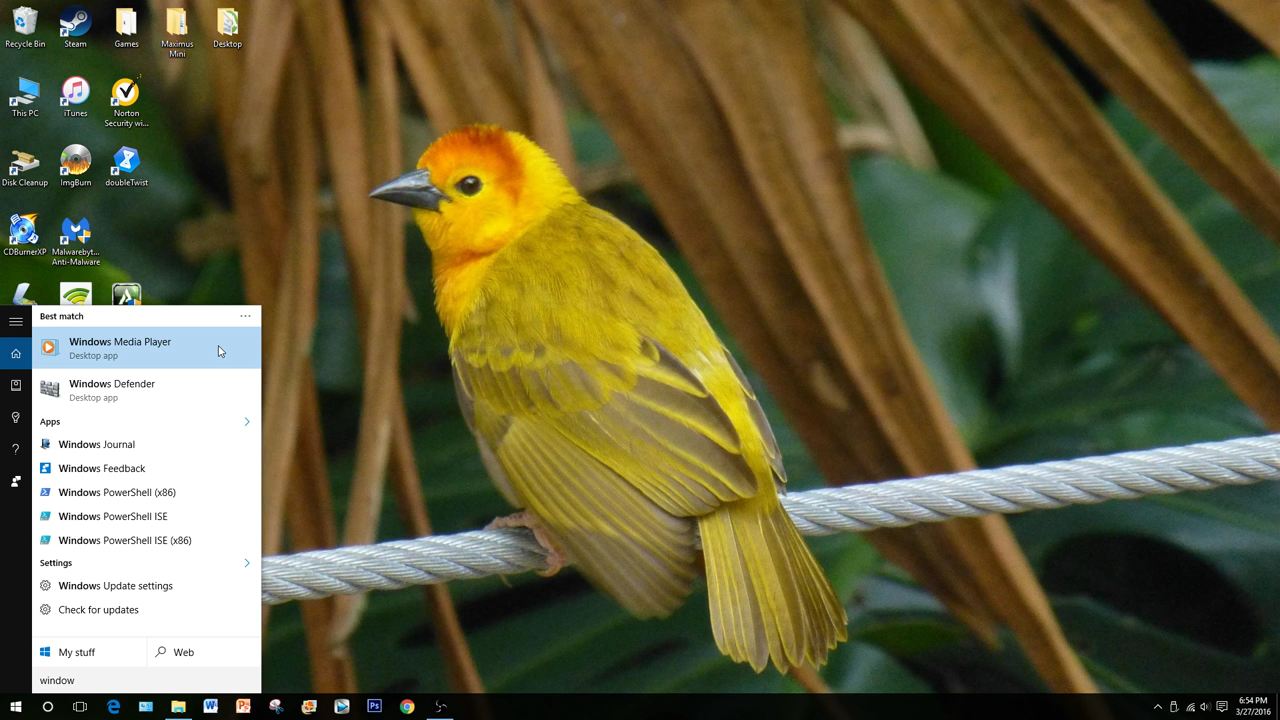 Recycle Bin
Steam
Games
Maximus
Mini
Desktop
This PC
iTunes
Norton
Security wi...
Disk Cleanup
ImgBurn
doubleTwist
CDBurnerXP
Malwarebyt...
Anti-Malware
Best match
Windows Media Player
Desktop app
Windows Defender
Desktop app
Apps
Windows Journal
Windows Feedback
Windows PowerShell (x86)
Windows PowerShell ISE
Windows PowerShell ISE (x86)
Settings
Windows Update settings
Check for updates
My stuff
Web
window
6:54 PM
3/27/2016